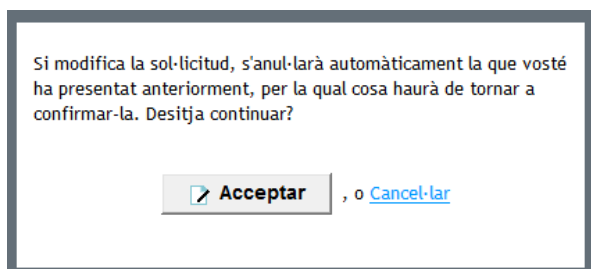 Si modifica la sol·licitud, s'anul·larà automàticament la que vosté
ha presentat anteriorment, per la qual cosa haurà de tornar a
confirmar-la. Desitja continuar?
Acceptar , o Cancel·lar